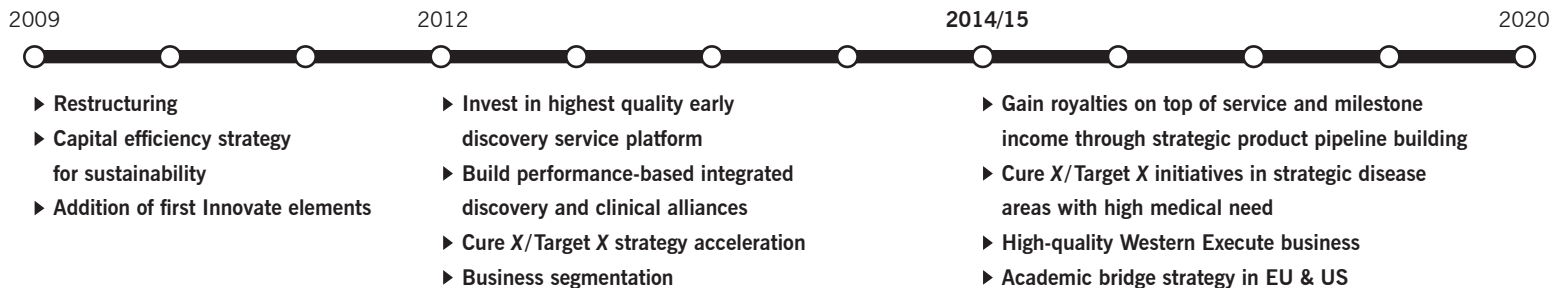 2009 2012 2014/15 2020
▶ Restructuring
▶ Capital efficiency strategy
for sustainability
▶ Addition of first Innovate elements
▶ Invest in highest quality early
discovery service platform
▶ Build performance-based integrated
discovery and clinical alliances
▶ Cure X/Target X strategy acceleration
▶ Business segmentation
▶ Gain royalties on top of service and milestone
income through strategic product pipeline building
▶ Cure X/Target X initiatives in strategic disease
areas with high medical need
▶ High-quality Western Execute business
▶ Academic bridge strategy in EU & US